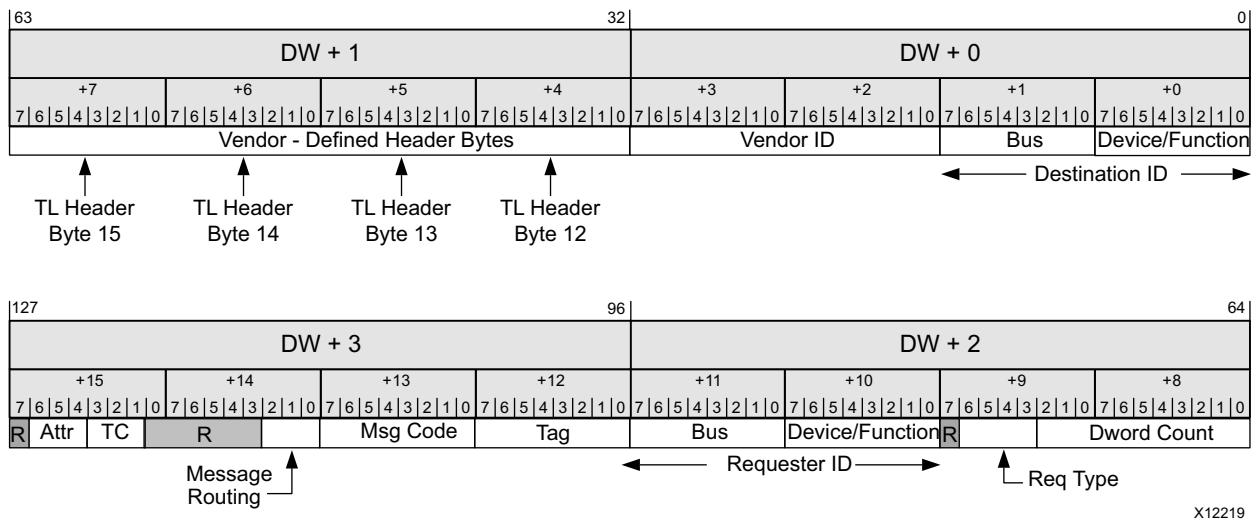 63 32 0
DW + 1 DW + 0
+7 +6 +5 +4 +3 +2 +1 +0
7 6 5 4 3 2 1 0 7 6 5 4 3 2 1 0 7 6 5 4 3 2 1 0 7 6 5 4 3 2 1 0 7 6 5 4 3 2 1 0 7 6 5 4 3 2 1 0 7 6 5 4 3 2 1 0 7 6 5 4 3 2 1 0
Vendor - Defined Header Bytes Vendor ID Bus Device/Function
Destination ID
TL Header TL Header TL Header TL Header
Byte 15 Byte 14 Byte 13 Byte 12
127 96 64
DW + 3 DW + 2
+15 +14 +13 +12 +11 +10 +9 +8
7 6 5 4 3 2 1 0 7 6 5 4 3 2 1 0 7 6 5 4 3 2 1 0 7 6 5 4 3 2 1 0 7 6 5 4 3 2 1 0 7 6 5 4 3 2 1 0 7 6 5 4 3 2 1 0 7 6 5 4 3 2 1 0
R Attr TC R Msg Code Tag Bus Device/Function R Dword Count
Message Requester ID
Routing Req Type
X12219